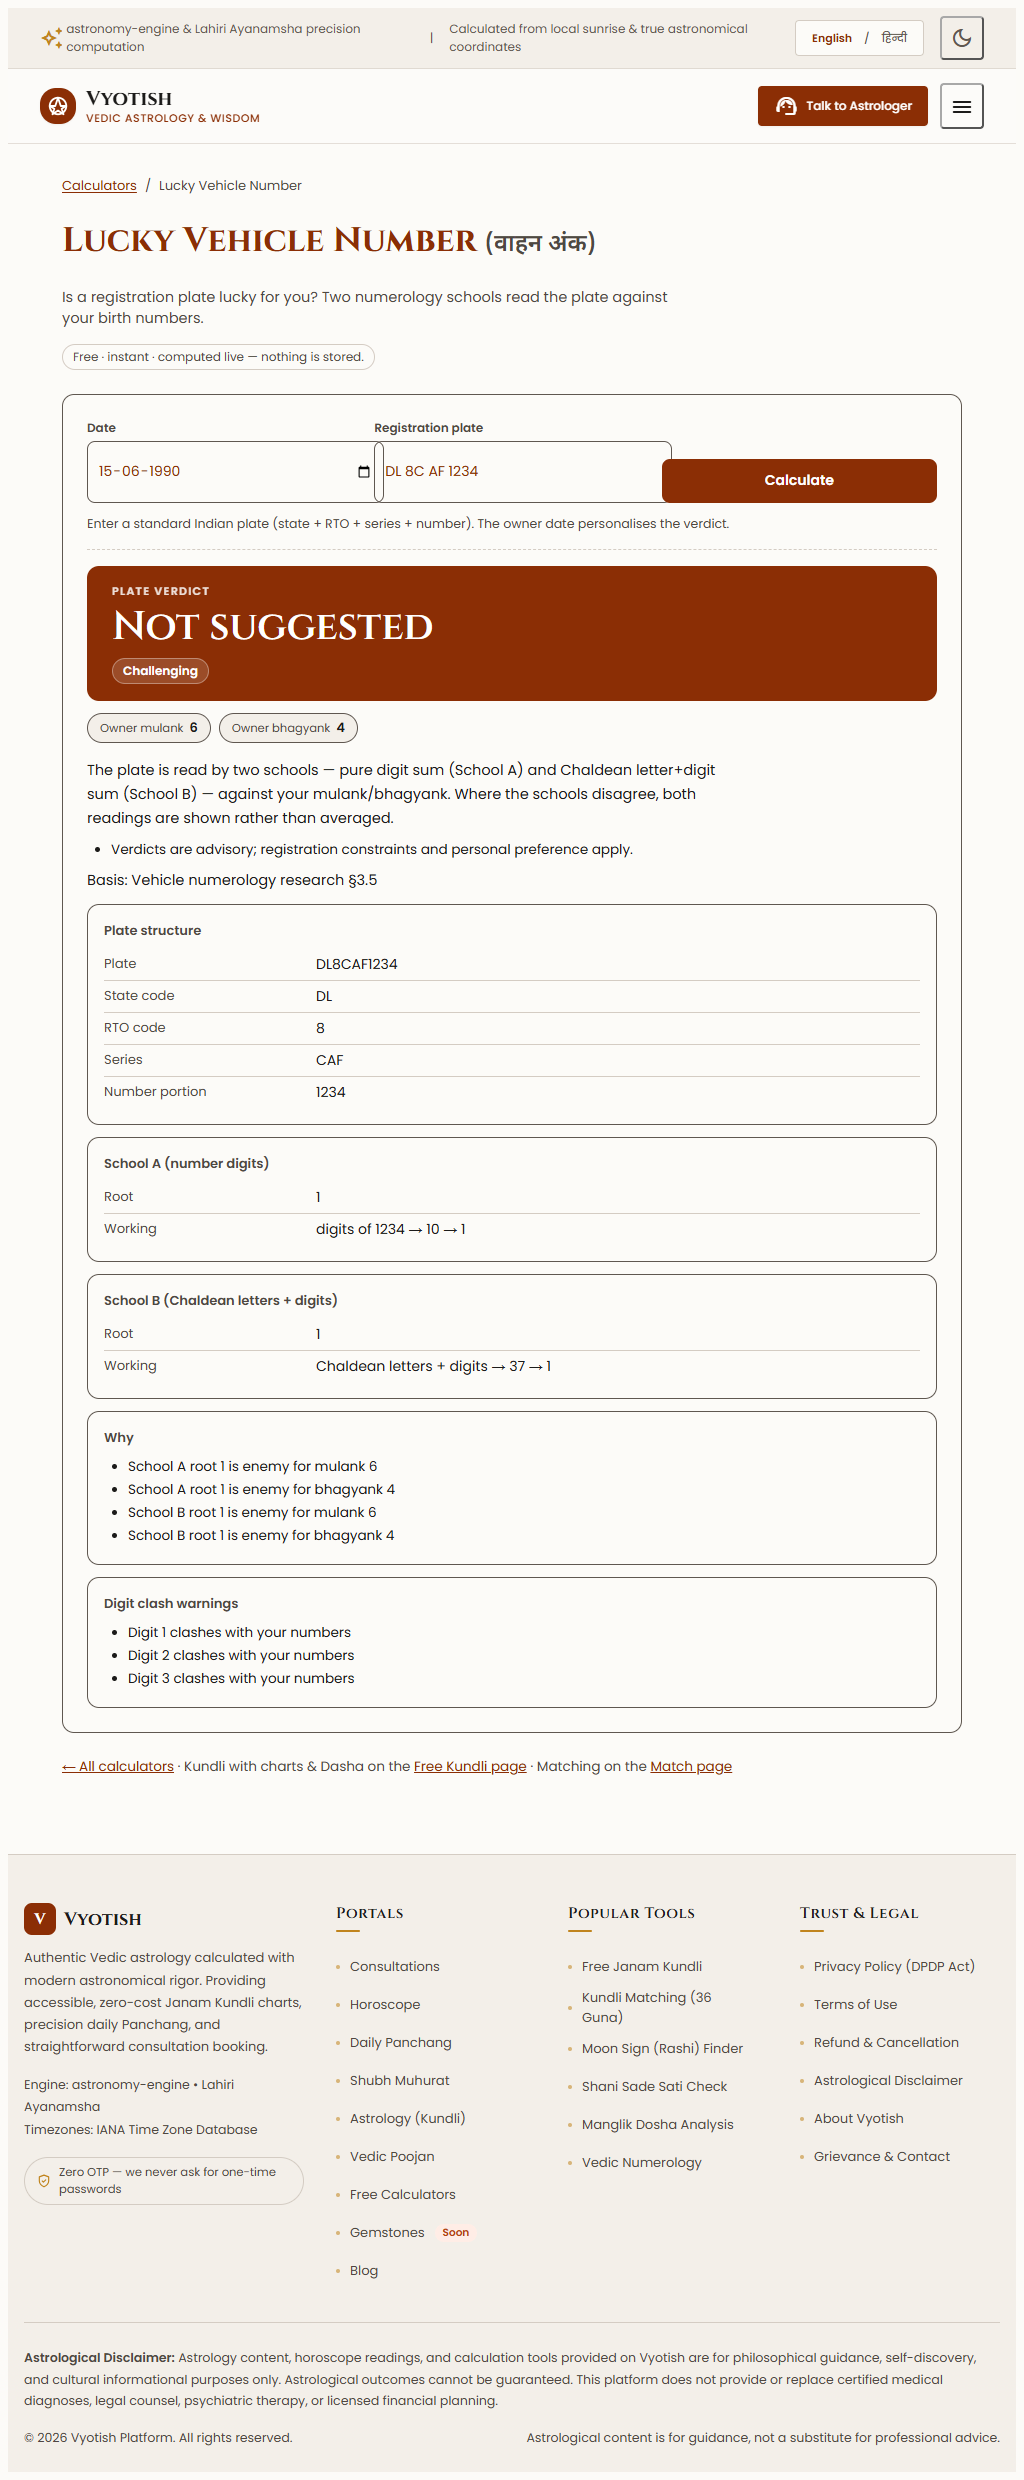 astronomy-engine & Lahiri Ayanamsha precision
computation
|
Calculated from local sunrise & true astronomical
coordinates
English / हिन्दी
Vyotish
VEDIC ASTROLOGY & WISDOM
Talk to Astrologer
Calculators / Lucky Vehicle Number
Lucky Vehicle Number (वाहन अंक)
Is a registration plate lucky for you? Two numerology schools read the plate against
your birth numbers.
Free · instant · computed live — nothing is stored.
Date
Registration plate
15-06-1990
DL 8C AF 1234
Calculate
Enter a standard Indian plate (state + RTO + series + number). The owner date personalises the verdict.
PLATE VERDICT
Not suggested
Challenging
Owner mulank 6
Owner bhagyank 4
The plate is read by two schools — pure digit sum (School A) and Chaldean letter+digit
sum (School B) — against your mulank/bhagyank. Where the schools disagree, both
readings are shown rather than averaged.
• Verdicts are advisory; registration constraints and personal preference apply.
Basis: Vehicle numerology research §3.5
Plate structure
Plate DL8CAF1234
State code DL
RTO code 8
Series CAF
Number portion 1234
School A (number digits)
Root 1
Working digits of 1234 → 10 → 1
School B (Chaldean letters + digits)
Root 1
Working Chaldean letters + digits → 37 → 1
Why
• School A root 1 is enemy for mulank 6
• School A root 1 is enemy for bhagyank 4
• School B root 1 is enemy for mulank 6
• School B root 1 is enemy for bhagyank 4
Digit clash warnings
• Digit 1 clashes with your numbers
• Digit 2 clashes with your numbers
• Digit 3 clashes with your numbers
← All calculators · Kundli with charts & Dasha on the Free Kundli page · Matching on the Match page
V Vyotish
Authentic Vedic astrology calculated with
modern astronomical rigor. Providing
accessible, zero-cost Janam Kundli charts,
precision daily Panchang, and
straightforward consultation booking.
Engine: astronomy-engine • Lahiri
Ayanamsha
Timezones: IANA Time Zone Database
Zero OTP — we never ask for one-time
passwords
Portals
Consultations
Horoscope
Daily Panchang
Shubh Muhurat
Astrology (Kundli)
Vedic Poojan
Free Calculators
Gemstones Soon
Blog
Popular Tools
Free Janam Kundli
Kundli Matching (36
Guna)
Moon Sign (Rashi) Finder
Shani Sade Sati Check
Manglik Dosha Analysis
Vedic Numerology
Trust & Legal
Privacy Policy (DPDP Act)
Terms of Use
Refund & Cancellation
Astrological Disclaimer
About Vyotish
Grievance & Contact
Astrological Disclaimer: Astrology content, horoscope readings, and calculation tools provided on Vyotish are for philosophical guidance, self-discovery,
and cultural informational purposes only. Astrological outcomes cannot be guaranteed. This platform does not provide or replace certified medical
diagnoses, legal counsel, psychiatric therapy, or licensed financial planning.
© 2026 Vyotish Platform. All rights reserved.
Astrological content is for guidance, not a substitute for professional advice.